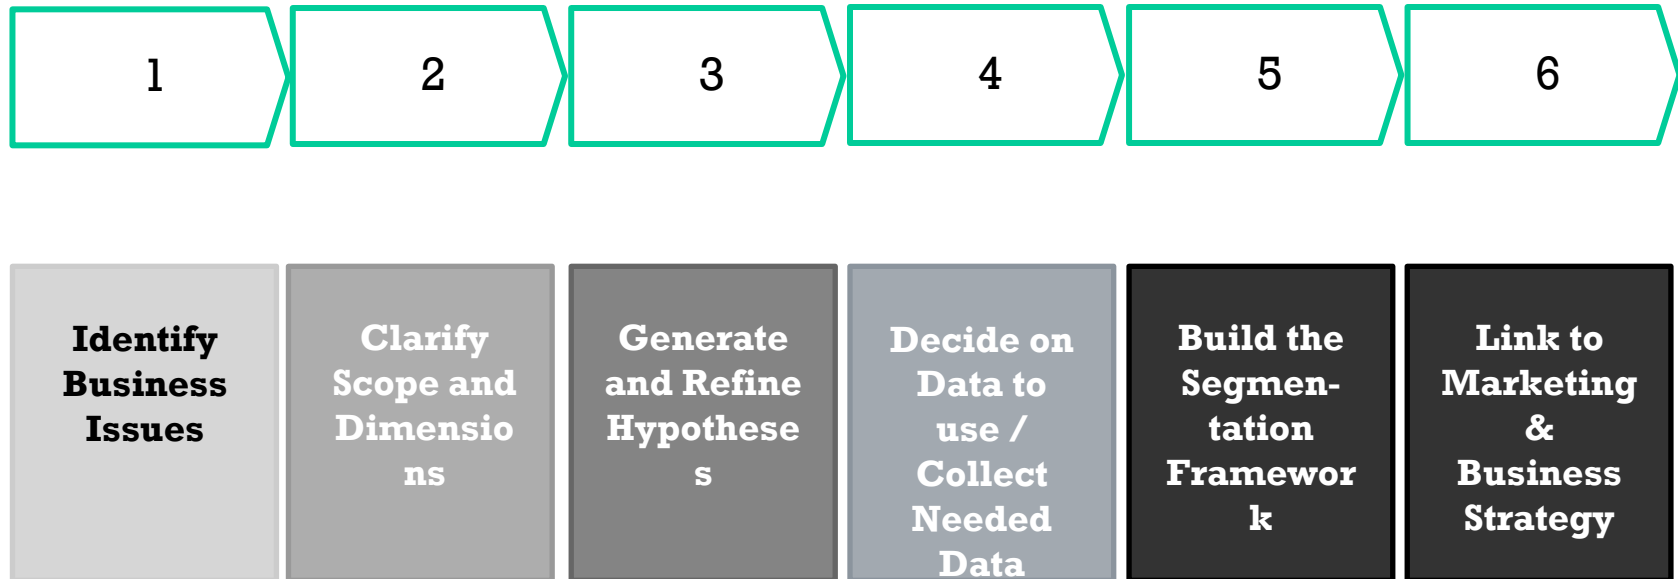 1
2
3
4
5
6
Identify
Business
Issues
Clarify
Scope and
Dimensio
ns
Generate
and Refine
Hypothese
s
Decide on
Data to
use /
Collect
Needed
Data
Build the
Segmen-
tation
Framewor
k
Link to
Marketing
&
Business
Strategy